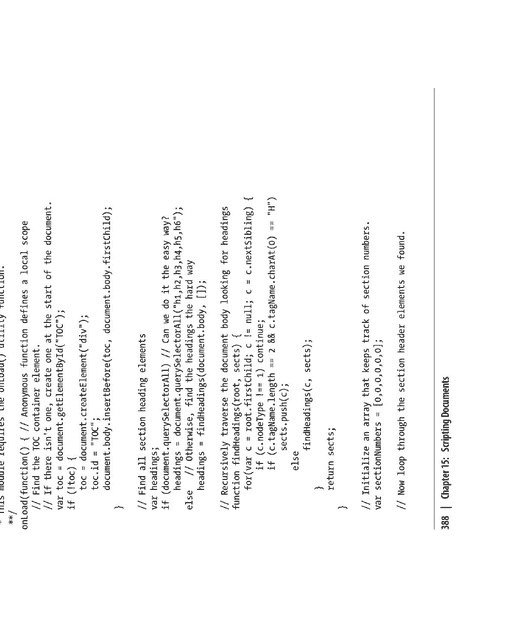 * This module requires the onLoad() utility function.
**/
onLoad(function() { // Anonymous function defines a local scope
// Find the TOC container element.
// If there isn't one, create one at the start of the document.
var toc = document.getElementById("TOC");
if (!toc) {
toc = document.createElement("div");
toc.id = "TOC";
document.body.insertBefore(toc, document.body.firstChild);
}
// Find all section heading elements
var headings;
if (document.querySelectorAll) // Can we do it the easy way?
headings = document.querySelectorAll("h1,h2,h3,h4,h5,h6");
else // Otherwise, find the headings the hard way
headings = findHeadings(document.body, []);
// Recursively traverse the document body looking for headings
function findHeadings(root, sects) {
for(var c = root.firstChild; c != null; c = c.nextSibling) {
if (c.nodeType !== 1) continue;
if (c.tagName.length == 2 && c.tagName.charAt(0) == "H")
sects.push(c);
else
findHeadings(c, sects);
}
return sects;
}
// Initialize an array that keeps track of section numbers.
var sectionNumbers = [0,0,0,0,0,0];
// Now loop through the section header elements we found.
388 | Chapter 15: Scripting Documents